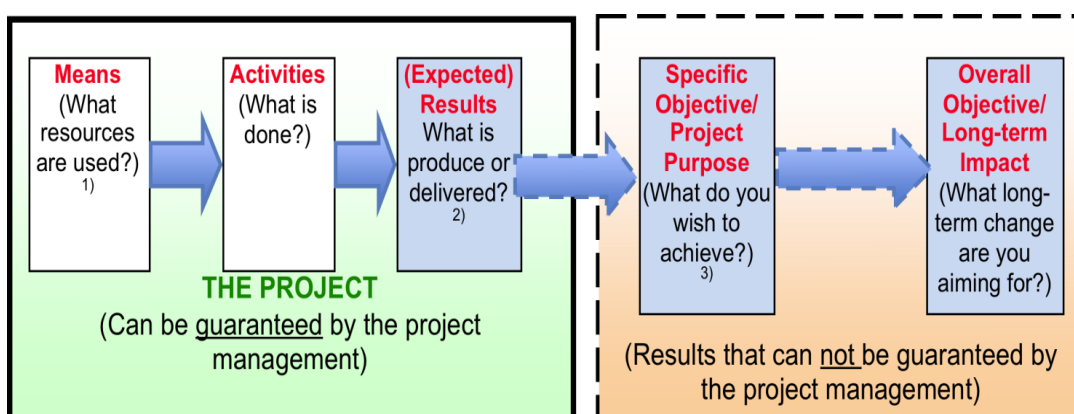 Means
(What
resources
are used?)
1)
Activities
(What is
done?)
(Expected)
Results
What is
produce or
delivered?
2)
THE PROJECT
(Can be guaranteed by the project
management)
Specific
Objective/
Project
Purpose
(What do you
wish to
achieve?)
3)
Overall
Objective/
Long-term
Impact
(What long-
term change
are you
aiming for?)
(Results that can not be guaranteed by
the project management)